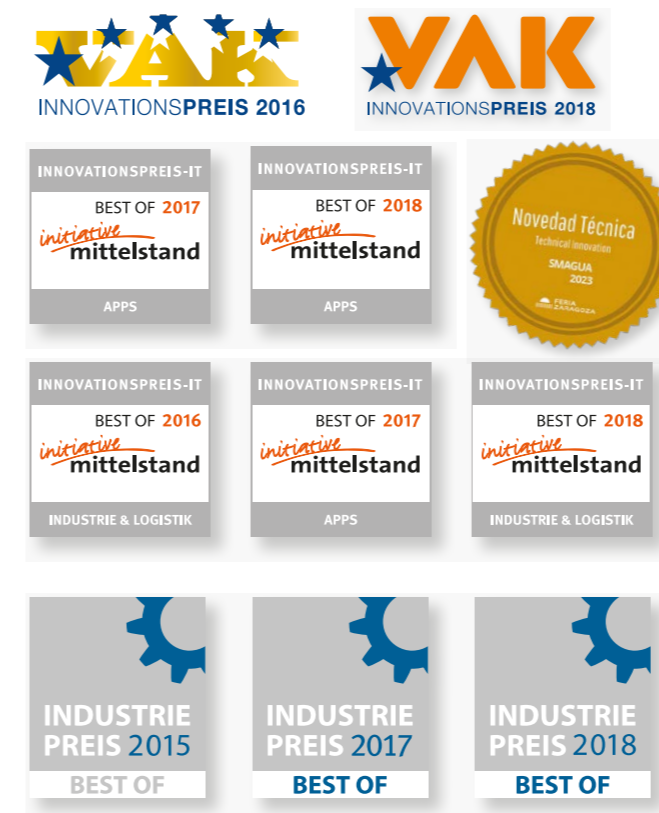 VAK
INNOVATIONSPREIS 2016
VAK
INNOVATIONSPREIS 2018
INNOVATIONSPREIS-IT
BEST OF 2017
initiative
mittelstand
APPS
INNOVATIONSPREIS-IT
BEST OF 2018
initiative
mittelstand
APPS
Novedad Técnica
Technical innovation
SMAGUA
2023
FERIA
ZARAGOZA
INNOVATIONSPREIS-IT
BEST OF 2016
initiative
mittelstand
INDUSTRIE & LOGISTIK
INNOVATIONSPREIS-IT
BEST OF 2017
initiative
mittelstand
APPS
INNOVATIONSPREIS-IT
BEST OF 2018
initiative
mittelstand
INDUSTRIE & LOGISTIK
INDUSTRIE
PREIS 2015
BEST OF
INDUSTRIE
PREIS 2017
BEST OF
INDUSTRIE
PREIS 2018
BEST OF